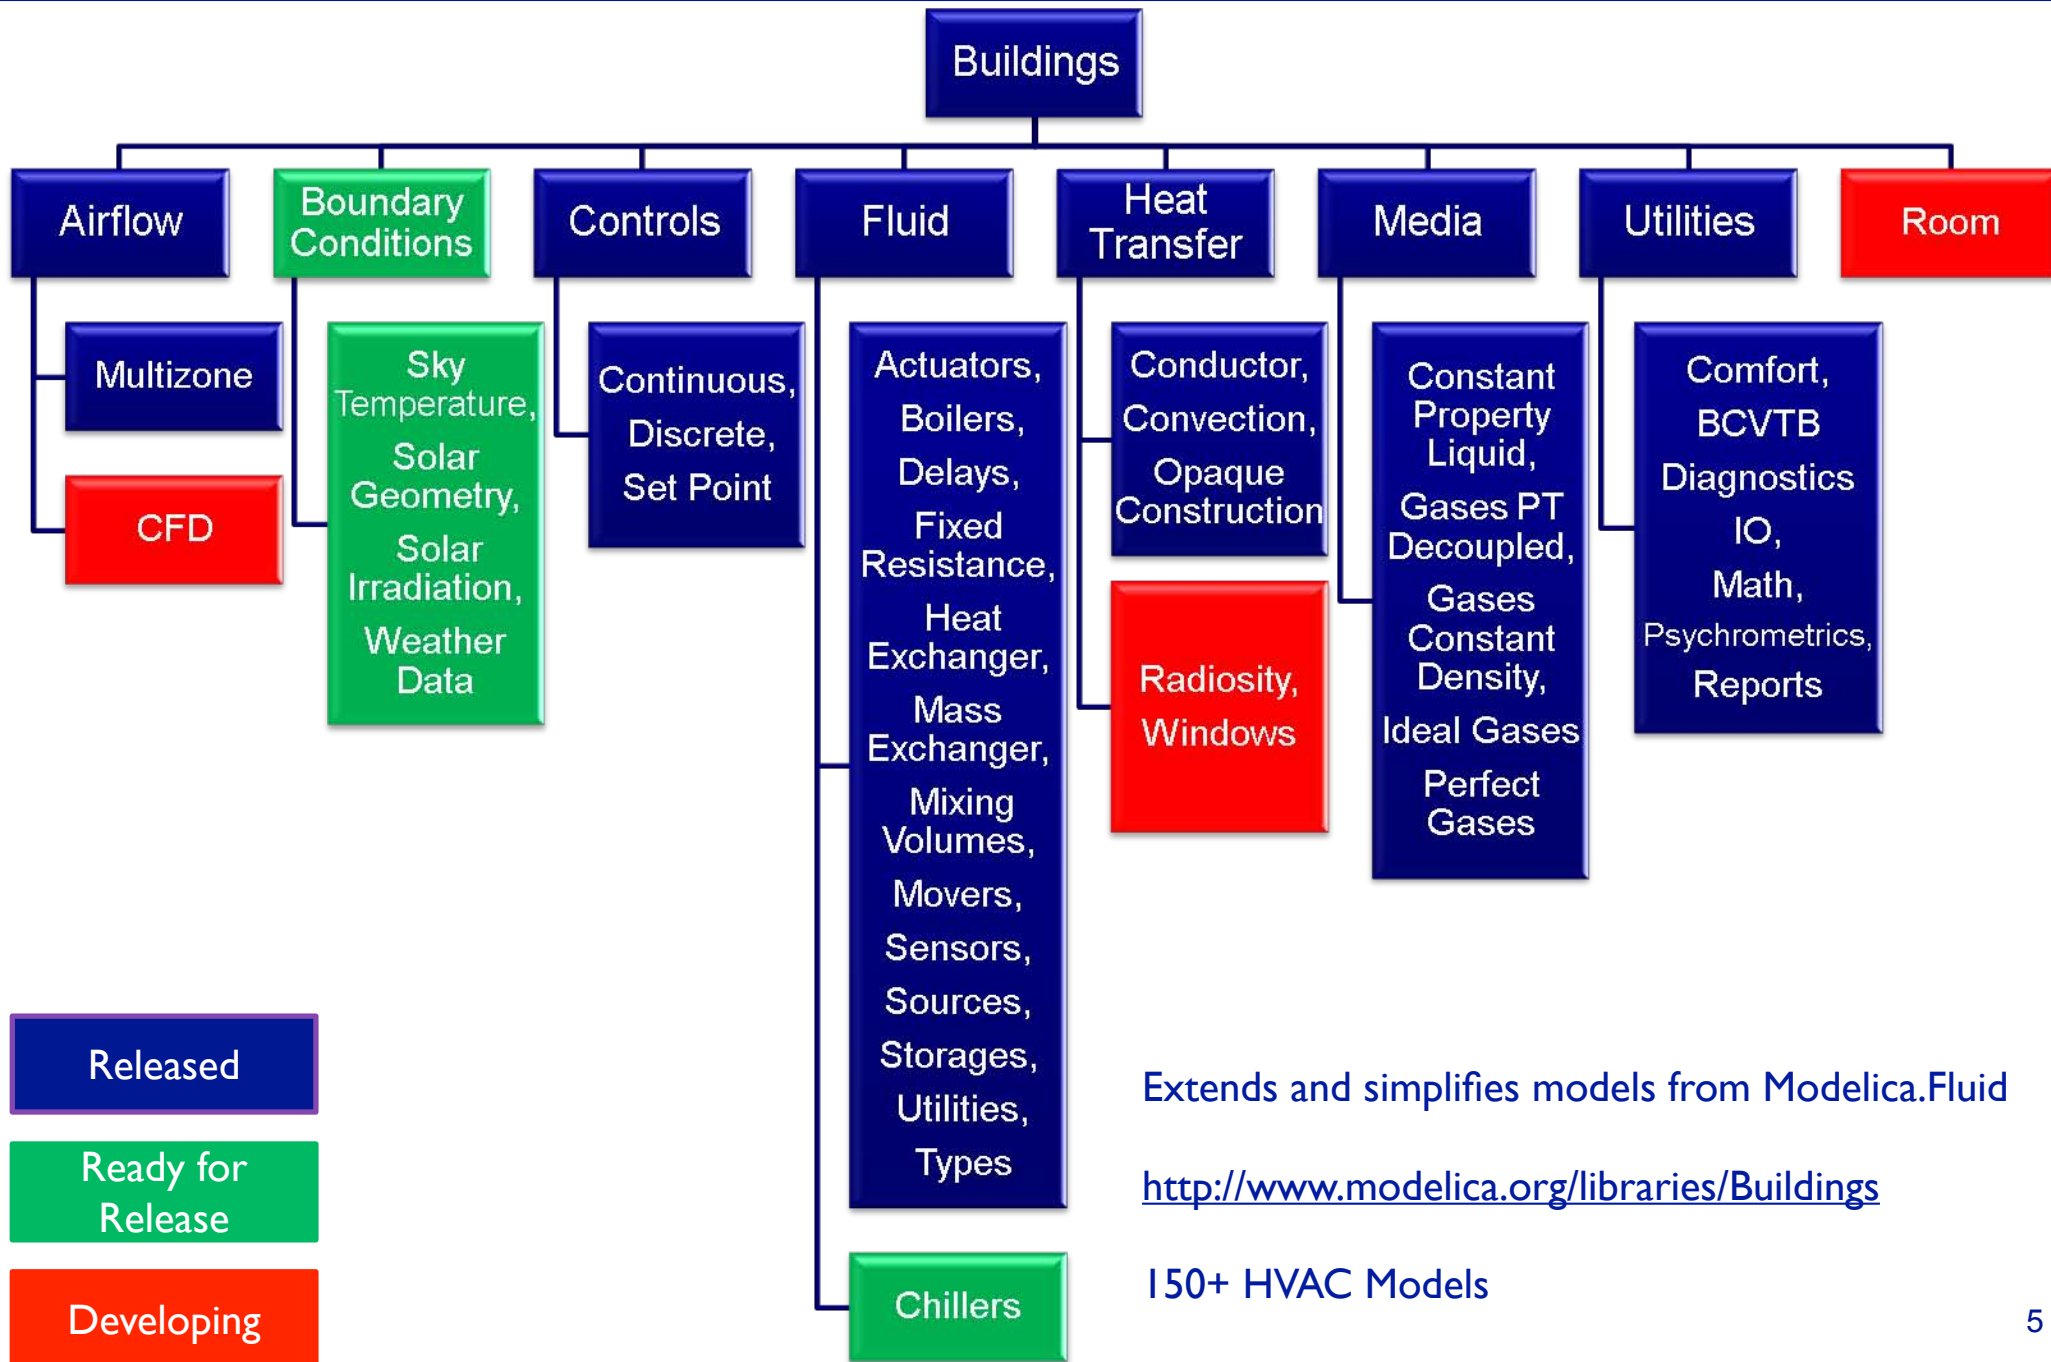 Buildings
Airflow
Boundary
Conditions
Controls
Fluid
Heat
Transfer
Media
Utilities
Room
Multizone
CFD
Sky
Temperature,
Solar
Geometry,
Solar
Irradiation,
Weather
Data
Continuous,
Discrete,
Set Point
Actuators,
Boilers,
Delays,
Fixed
Resistance,
Heat
Exchanger,
Mass
Exchanger,
Mixing
Volumes,
Movers,
Sensors,
Sources,
Storages,
Utilities,
Types
Chillers
Conductor,
Convection,
Opaque
Construction
Radiosity,
Windows
Constant
Property
Liquid,
Gases PT
Decoupled,
Gases
Constant
Density,
Ideal Gases
Perfect
Gases
Comfort,
BCVTB
Diagnostics
IO,
Math,
Psychrometrics,
Reports
Released
Ready for
Release
Developing
Extends and simplifies models from Modelica.Fluid
http://www.modelica.org/libraries/Buildings
150+ HVAC Models
5